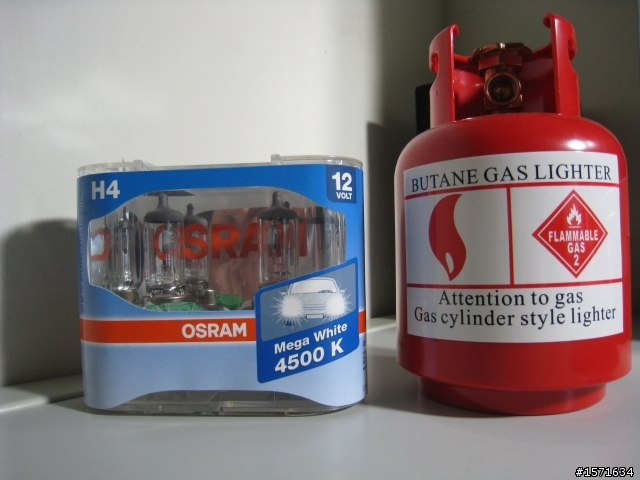 H4
12
VOLT
OSRAM
OSRAM
Mega White
4500 K
BUTANE GAS LIGHTER
FLAMMABLE
GAS
2
Attention to gas
Gas cylinder style lighter
#1571634